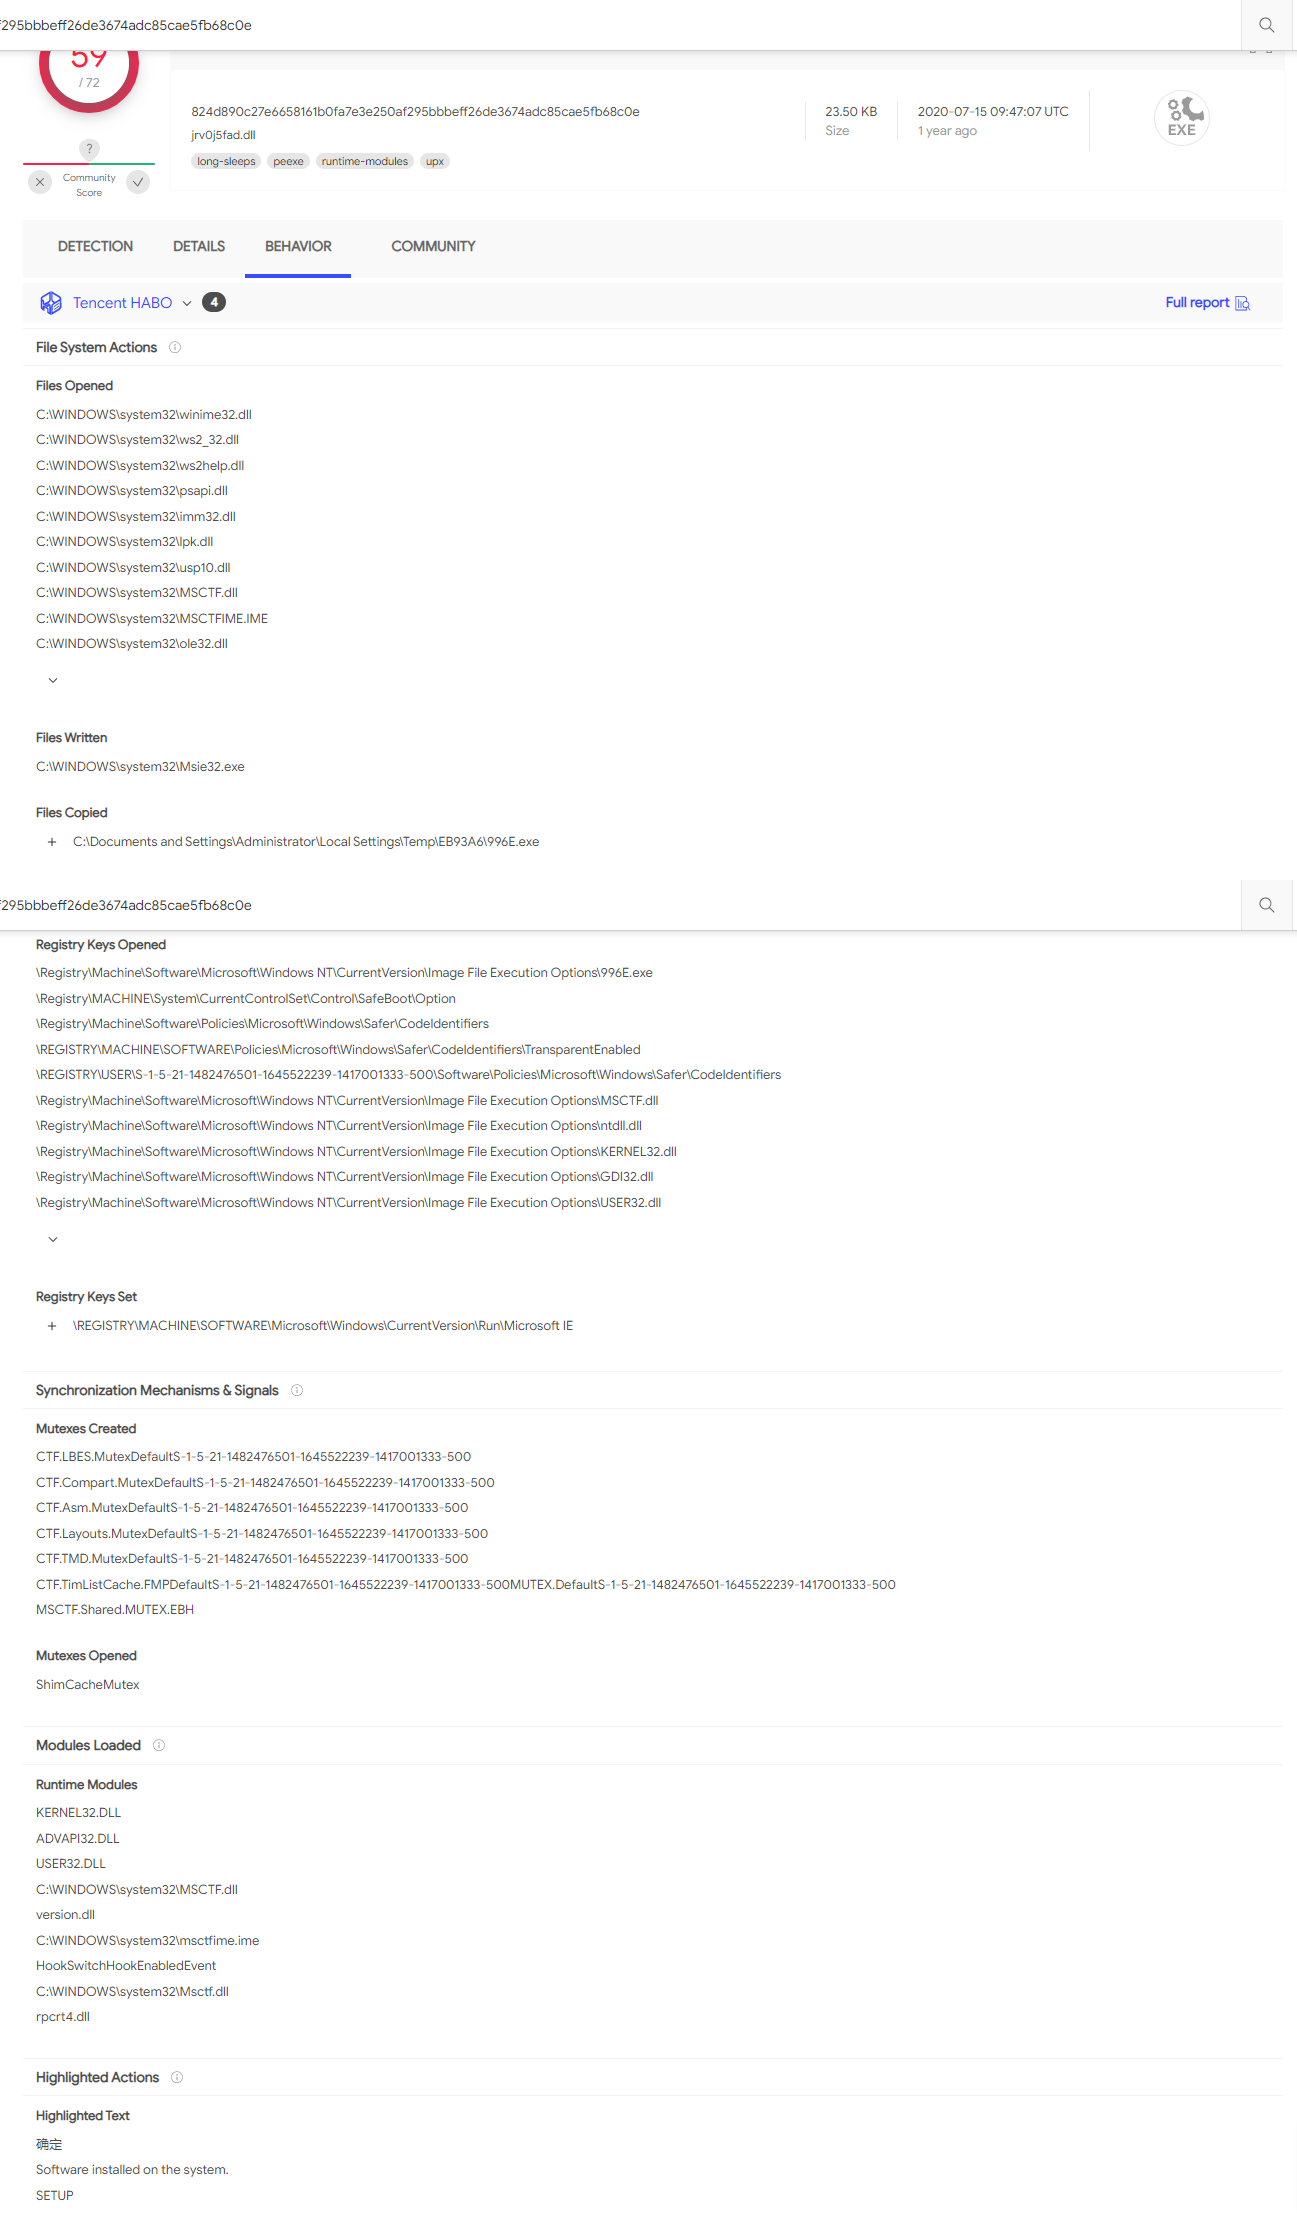 f295bbbeff26de3674adc85cae5fb68c0e
59
/ 72
?
Community
Score
824d890c27e6658161b0fa7e3e250af295bbbeff26de3674adc85cae5fb68c0e
jrv0j5fad.dll
long-sleeps peexe runtime-modules upx
23.50 KB
Size
2020-07-15 09:47:07 UTC
1 year ago
EXE
DETECTION DETAILS BEHAVIOR COMMUNITY
Tencent HABO 4 Full report
File System Actions
Files Opened
C:\WINDOWS\system32\winime32.dll
C:\WINDOWS\system32\ws2_32.dll
C:\WINDOWS\system32\ws2help.dll
C:\WINDOWS\system32\psapi.dll
C:\WINDOWS\system32\imm32.dll
C:\WINDOWS\system32\lpk.dll
C:\WINDOWS\system32\usp10.dll
C:\WINDOWS\system32\MSCTF.dll
C:\WINDOWS\system32\MSCTFIME.IME
C:\WINDOWS\system32\ole32.dll
Files Written
C:\WINDOWS\system32\Msie32.exe
Files Copied
+ C:\Documents and Settings\Administrator\Local Settings\Temp\EB93A6\996E.exe
f295bbbeff26de3674adc85cae5fb68c0e
Registry Keys Opened
\Registry\Machine\Software\Microsoft\Windows NT\CurrentVersion\Image File Execution Options\996E.exe
\Registry\MACHINE\System\CurrentControlSet\Control\SafeBoot\Option
\Registry\Machine\Software\Policies\Microsoft\Windows\Safer\CodeIdentifiers
\REGISTRY\MACHINE\SOFTWARE\Policies\Microsoft\Windows\Safer\CodeIdentifiers\TransparentEnabled
\REGISTRY\USER\S-1-5-21-1482476501-1645522239-1417001333-500\Software\Policies\Microsoft\Windows\Safer\CodeIdentifiers
\Registry\Machine\Software\Microsoft\Windows NT\CurrentVersion\Image File Execution Options\MSCTF.dll
\Registry\Machine\Software\Microsoft\Windows NT\CurrentVersion\Image File Execution Options\ntdll.dll
\Registry\Machine\Software\Microsoft\Windows NT\CurrentVersion\Image File Execution Options\KERNEL32.dll
\Registry\Machine\Software\Microsoft\Windows NT\CurrentVersion\Image File Execution Options\GDI32.dll
\Registry\Machine\Software\Microsoft\Windows NT\CurrentVersion\Image File Execution Options\USER32.dll
Registry Keys Set
+ \REGISTRY\MACHINE\SOFTWARE\Microsoft\Windows\CurrentVersion\Run\Microsoft IE
Synchronization Mechanisms & Signals
Mutexes Created
CTF.LBES.MutexDefaultS-1-5-21-1482476501-1645522239-1417001333-500
CTF.Compart.MutexDefaultS-1-5-21-1482476501-1645522239-1417001333-500
CTF.Asm.MutexDefaultS-1-5-21-1482476501-1645522239-1417001333-500
CTF.Layouts.MutexDefaultS-1-5-21-1482476501-1645522239-1417001333-500
CTF.TMD.MutexDefaultS-1-5-21-1482476501-1645522239-1417001333-500
CTF.TimListCache.FMPDefaultS-1-5-21-1482476501-1645522239-1417001333-500MUTEX.DefaultS-1-5-21-1482476501-1645522239-1417001333-500
MSCTF.Shared.MUTEX.EBH
Mutexes Opened
ShimCacheMutex
Modules Loaded
Runtime Modules
KERNEL32.DLL
ADVAPI32.DLL
USER32.DLL
C:\WINDOWS\system32\MSCTF.dll
version.dll
C:\WINDOWS\system32\msctfime.ime
HookSwitchHookEnabledEvent
C:\WINDOWS\system32\Msctf.dll
rpcrt4.dll
Highlighted Actions
Highlighted Text
确定
Software installed on the system.
SETUP